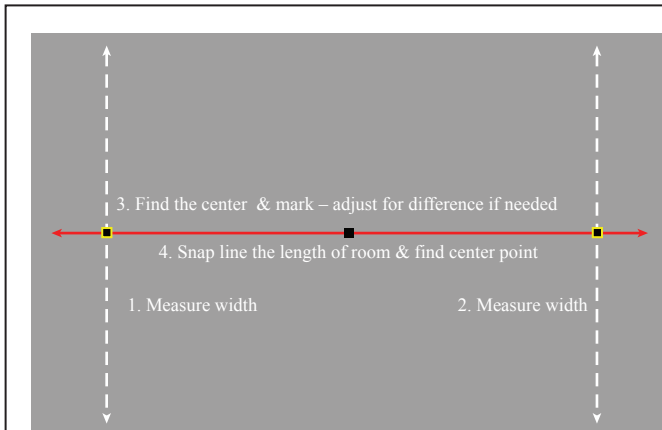 3. Find the center & mark – adjust for difference if needed
4. Snap line the length of room & find center point
1. Measure width
2. Measure width